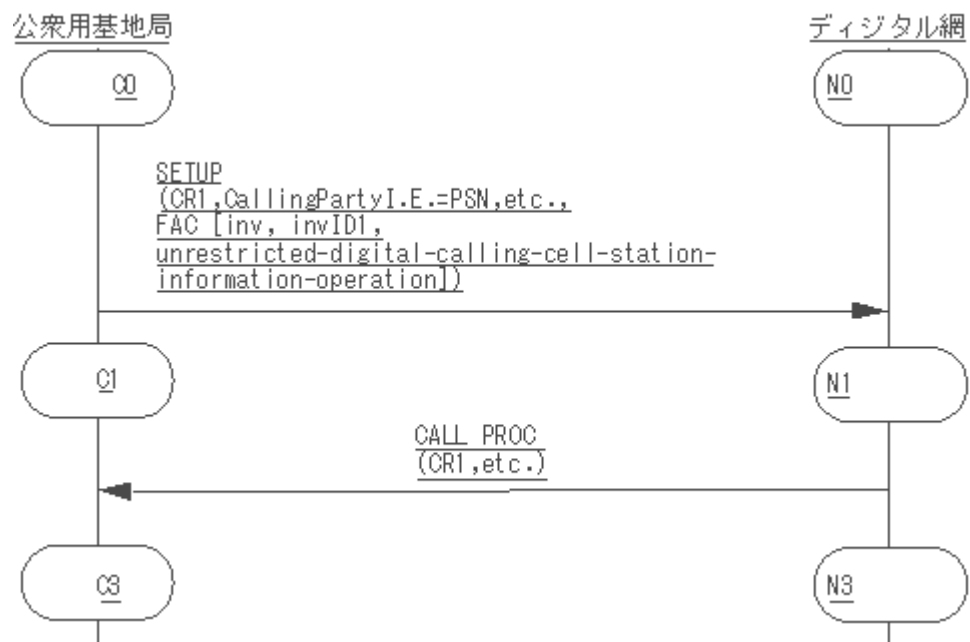 公衆用基地局
ディジタル網
C0
N0
SETUP
(CR1,CallingPartyI.E.=PSN,etc.,
FAC [inv, invID1,
unrestricted-digital-calling-cell-station-
information-operation])
C1
N1
CALL PROC
(CR1,etc.)
C3
N3